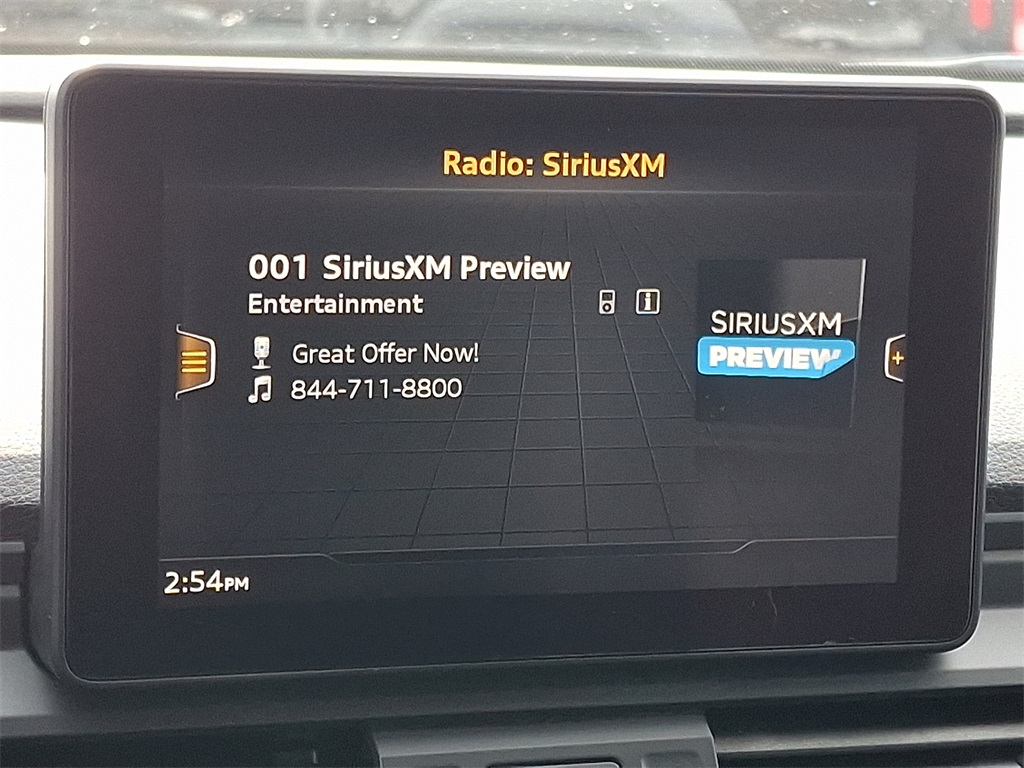 Radio: SiriusXM
001 SiriusXM Preview
Entertainment
Great Offer Now!
844-711-8800
SIRIUSXM
PREVIEW
2:54PM